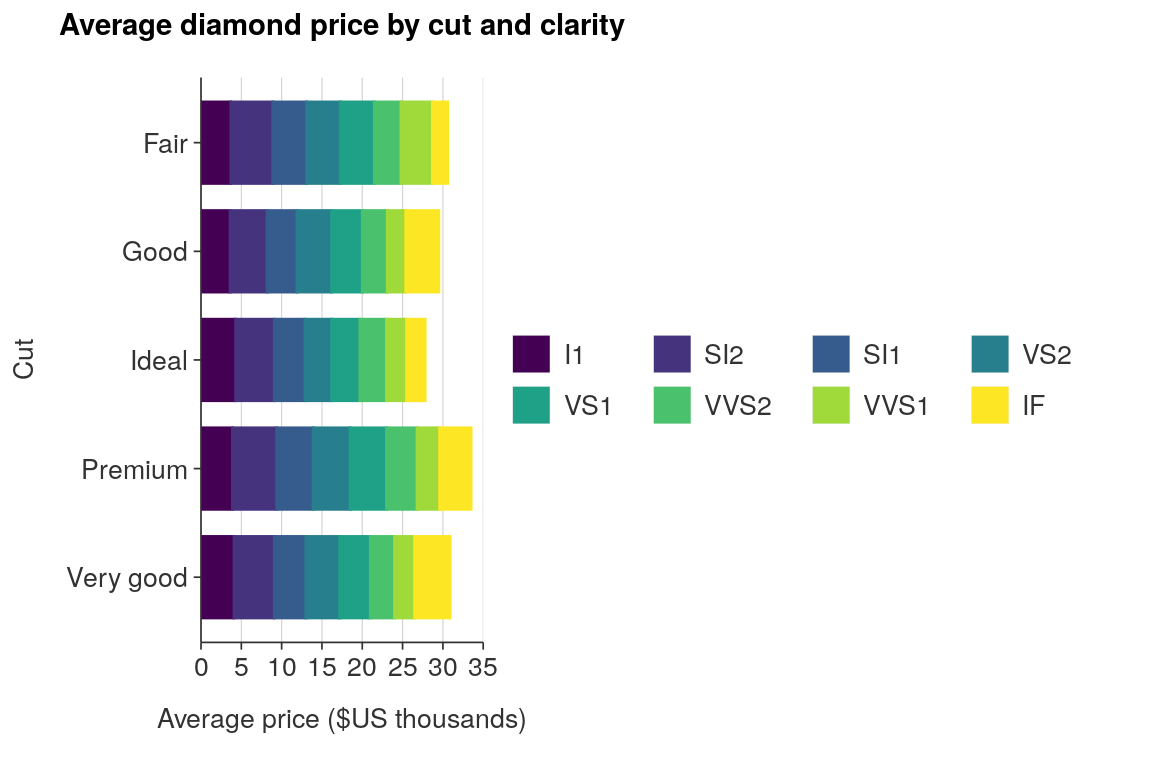 Average diamond price by cut and clarity
Cut
Fair
Good
Ideal
Premium
Very good
0 5 10 15 20 25 30 35
Average price ($US thousands)
I1 SI2 SI1 VS2
VS1 VVS2 VVS1 IF